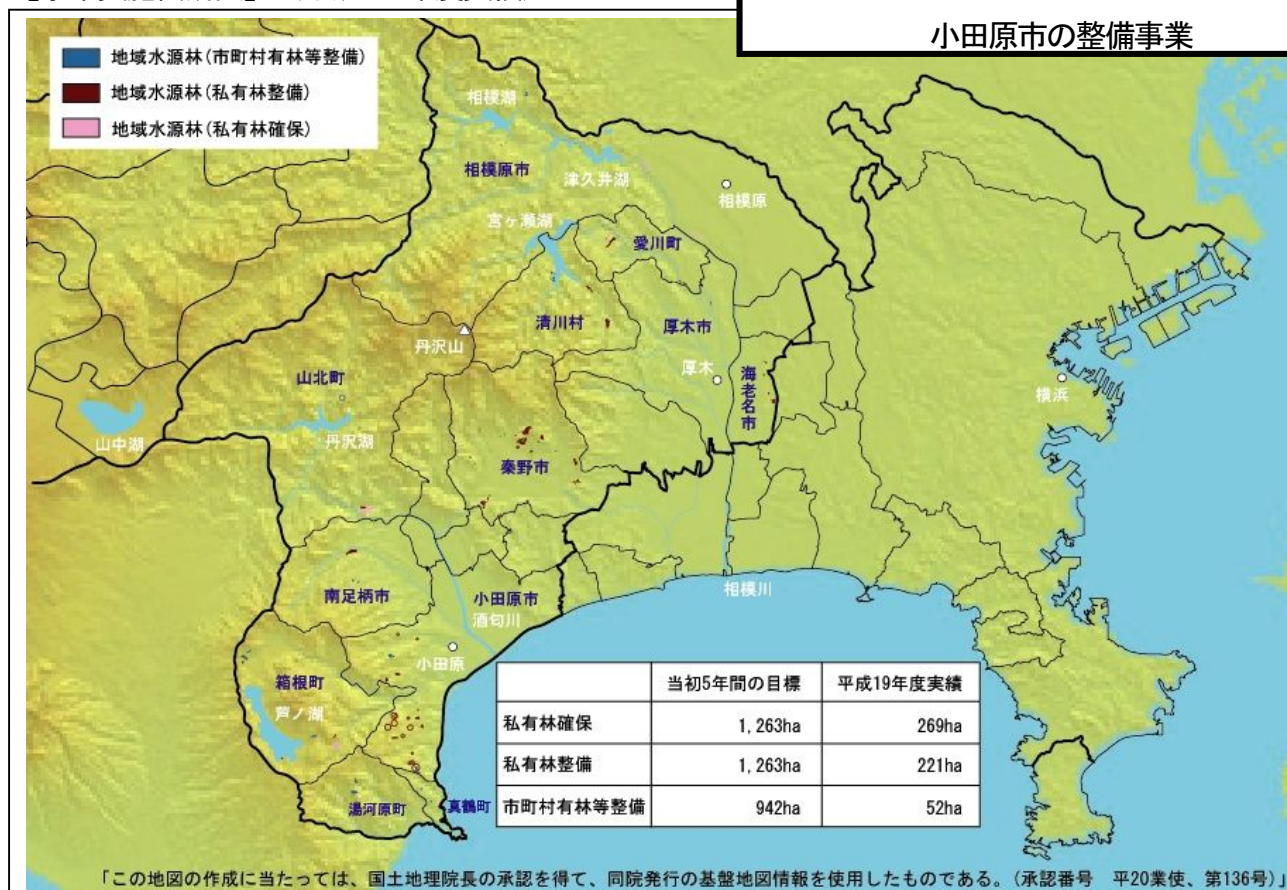 小田原市の整備事業
地域水源林(市町村有林等整備)
地域水源林(私有林整備)
地域水源林(私有林確保)
相模湖
相模原市
津久井湖
相模原
宮ヶ瀬湖
愛川町
清川村
厚木市
丹沢山
厚木
海老名市
山北町
横浜
山中湖
丹沢湖
秦野市
南足柄市
小田原市
酒匂川
相模川
小田原
箱根町
芦ノ湖
湯河原町
真鶴町
当初5年間の目標 平成19年度実績
私有林確保 1,263ha 269ha
私有林整備 1,263ha 221ha
市町村有林等整備 942ha 52ha
「この地図の作成に当たっては、国土地理院長の承認を得て、同院発行の基盤地図情報を使用したものである。(承認番号 平20業使、第136号)